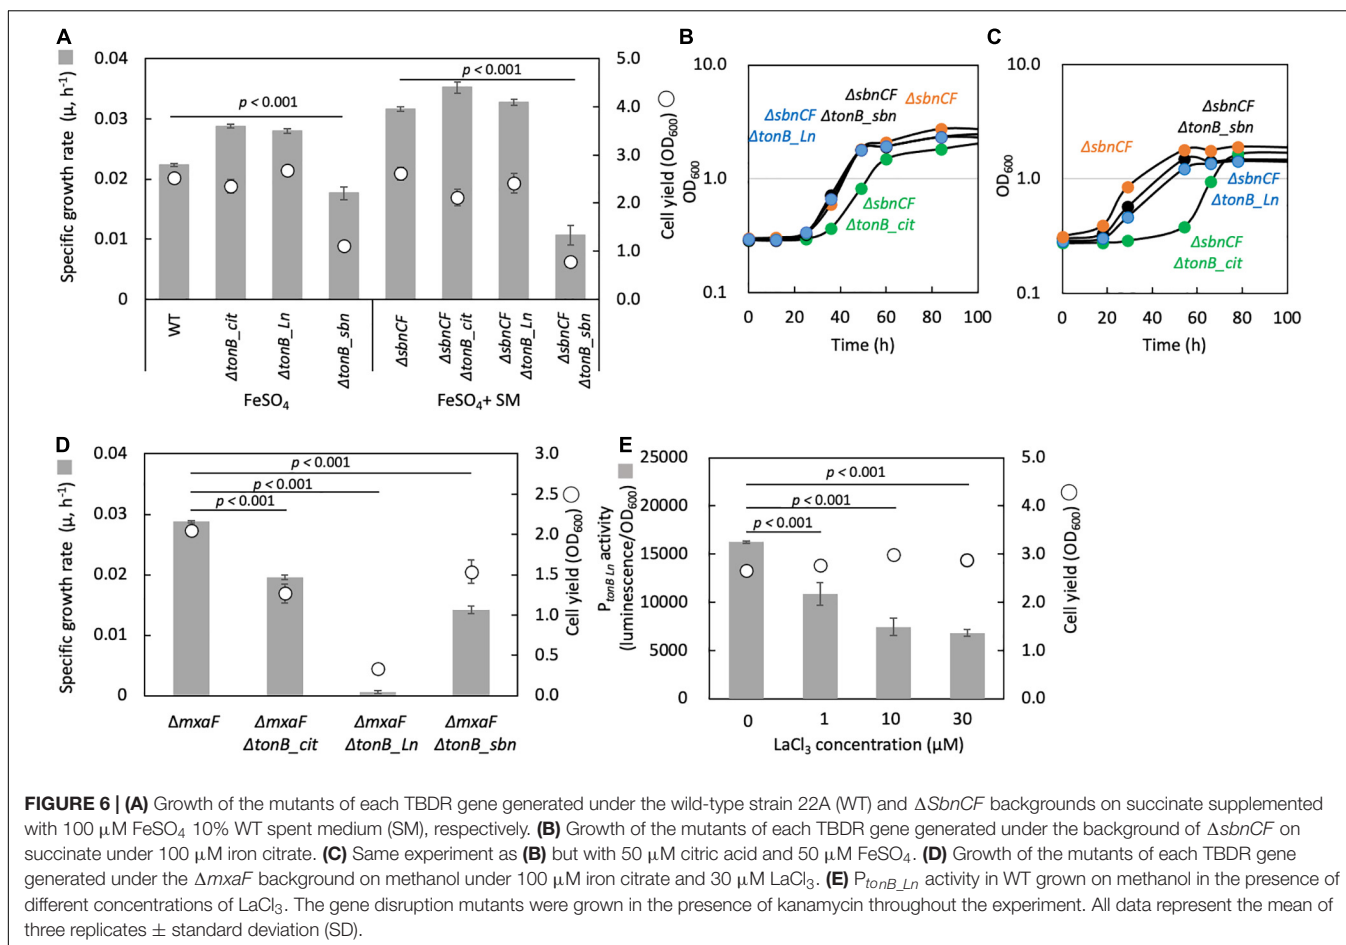 A
Specific growth rate (μ, h-1)
0.04
0.03
0.02
0.01
0
p < 0.001
p < 0.001
5.0
4.0
3.0
2.0
1.0
0.0
Cell yield (OD600)
WT
ΔtonB_cit
ΔtonB_Ln
ΔtonB_sbn
ΔsbnCF
ΔsbnCF
ΔtonB_cit
ΔsbnCF
ΔtonB_Ln
ΔsbnCF
ΔtonB_sbn
FeSO4
FeSO4+ SM
B
OD600
10.0
1.0
0.1
ΔsbnCF
ΔtonB_Ln
ΔsbnCF
ΔtonB_sbn
ΔsbnCF
ΔsbnCF
ΔtonB_cit
0 20 40 60 80 100
Time (h)
C
OD600
10.0
1.0
0.1
ΔsbnCF
ΔsbnCF
ΔtonB_sbn
ΔsbnCF
ΔtonB_Ln
ΔsbnCF
ΔtonB_cit
0 20 40 60 80 100
Time (h)
D
Specific growth rate (μ, h-1)
0.04
0.03
0.02
0.01
0
p < 0.001
p < 0.001
p < 0.001
3.0
2.5
2.0
1.5
1.0
0.5
0.0
Cell yield (OD600)
ΔmxaF
ΔmxaF
ΔtonB_cit
ΔmxaF
ΔtonB_Ln
ΔmxaF
ΔtonB_sbn
E
PtonB Ln activity
(luminescence/OD600)
25000
20000
15000
10000
5000
0
p < 0.001
p < 0.001
p < 0.001
5.0
4.0
3.0
2.0
1.0
0.0
Cell yield (OD600)
0 1 10 30
LaCl3 concentration (μM)
FIGURE 6 | (A) Growth of the mutants of each TBDR gene generated under the wild-type strain 22A (WT) and ΔSbnCF backgrounds on succinate supplemented
with 100 μM FeSO4 10% WT spent medium (SM), respectively. (B) Growth of the mutants of each TBDR gene generated under the background of ΔsbnCF on
succinate under 100 μM iron citrate. (C) Same experiment as (B) but with 50 μM citric acid and 50 μM FeSO4. (D) Growth of the mutants of each TBDR gene
generated under the ΔmxaF background on methanol under 100 μM iron citrate and 30 μM LaCl3. (E) PtonB_Ln activity in WT grown on methanol in the presence of
different concentrations of LaCl3. The gene disruption mutants were grown in the presence of kanamycin throughout the experiment. All data represent the mean of
three replicates ± standard deviation (SD).